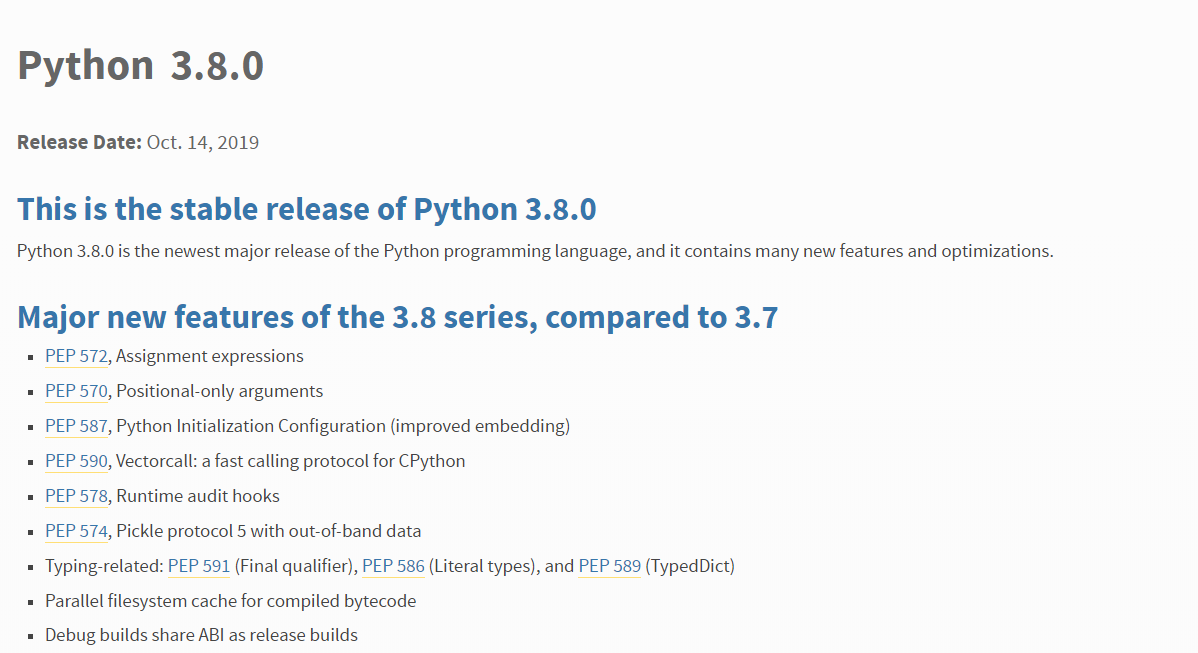 Python 3.8.0
Release Date: Oct. 14, 2019
This is the stable release of Python 3.8.0
Python 3.8.0 is the newest major release of the Python programming language, and it contains many new features and optimizations.
Major new features of the 3.8 series, compared to 3.7
▪ PEP 572, Assignment expressions
▪ PEP 570, Positional-only arguments
▪ PEP 587, Python Initialization Configuration (improved embedding)
▪ PEP 590, Vectorcall: a fast calling protocol for CPython
▪ PEP 578, Runtime audit hooks
▪ PEP 574, Pickle protocol 5 with out-of-band data
▪ Typing-related: PEP 591 (Final qualifier), PEP 586 (Literal types), and PEP 589 (TypedDict)
▪ Parallel filesystem cache for compiled bytecode
▪ Debug builds share ABI as release builds